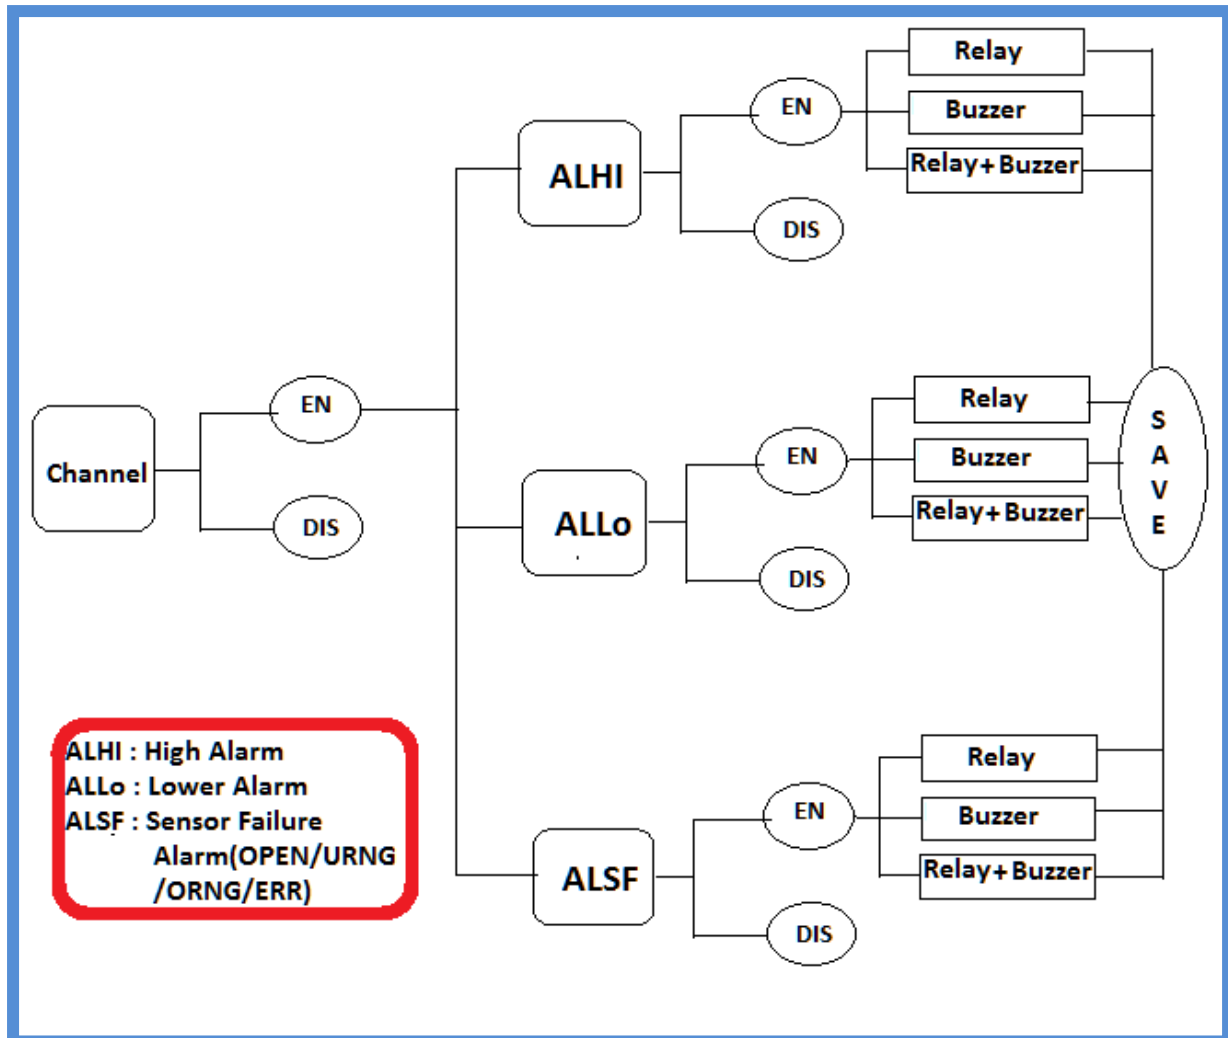 Relay
EN
Buzzer
Relay+Buzzer
ALHI
DIS
Channel
EN
DIS
Relay
EN
Buzzer
Relay+Buzzer
ALLo
DIS
S
A
V
E
ALHI : High Alarm
ALLo : Lower Alarm
ALSF : Sensor Failure
Alarm(OPEN/URNG
/ORNG/ERR)
Relay
EN
Buzzer
Relay+Buzzer
ALSF
DIS